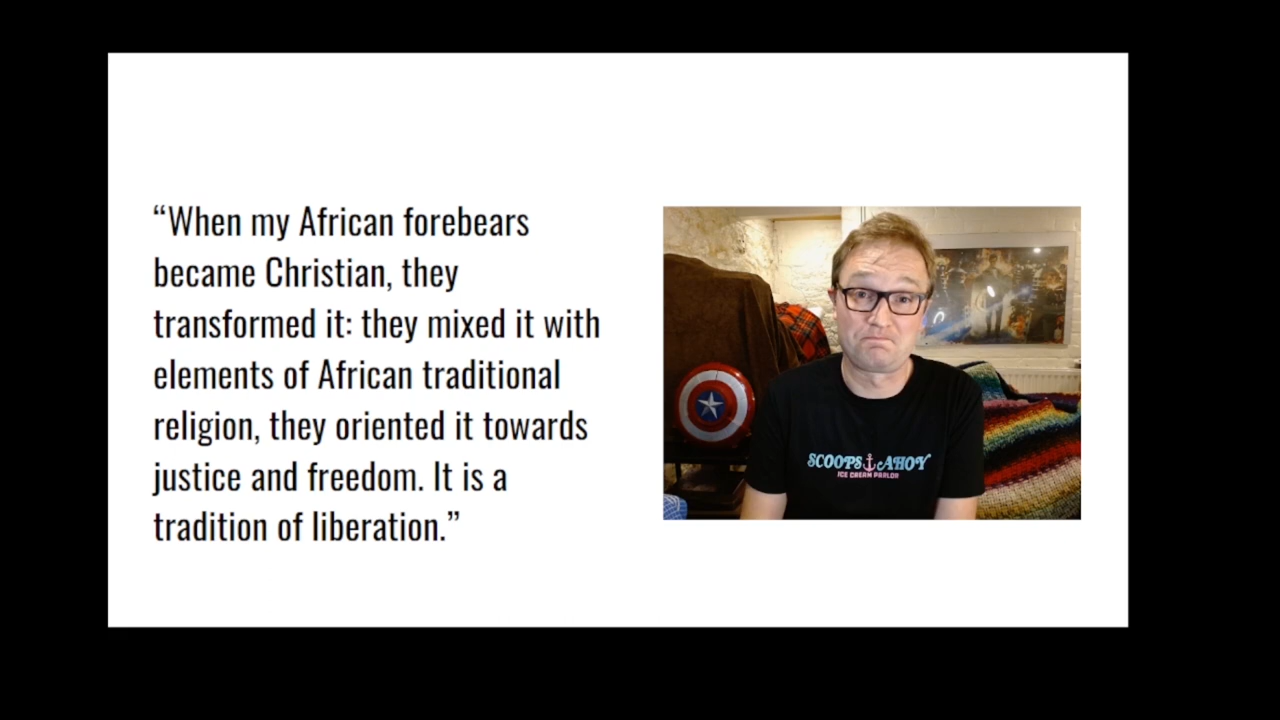 “When my African forebears
became Christian, they
transformed it: they mixed it with
elements of African traditional
religion, they oriented it towards
justice and freedom. It is a
tradition of liberation.”
SCOOPS AHOY
ICE CREAM PARLOR